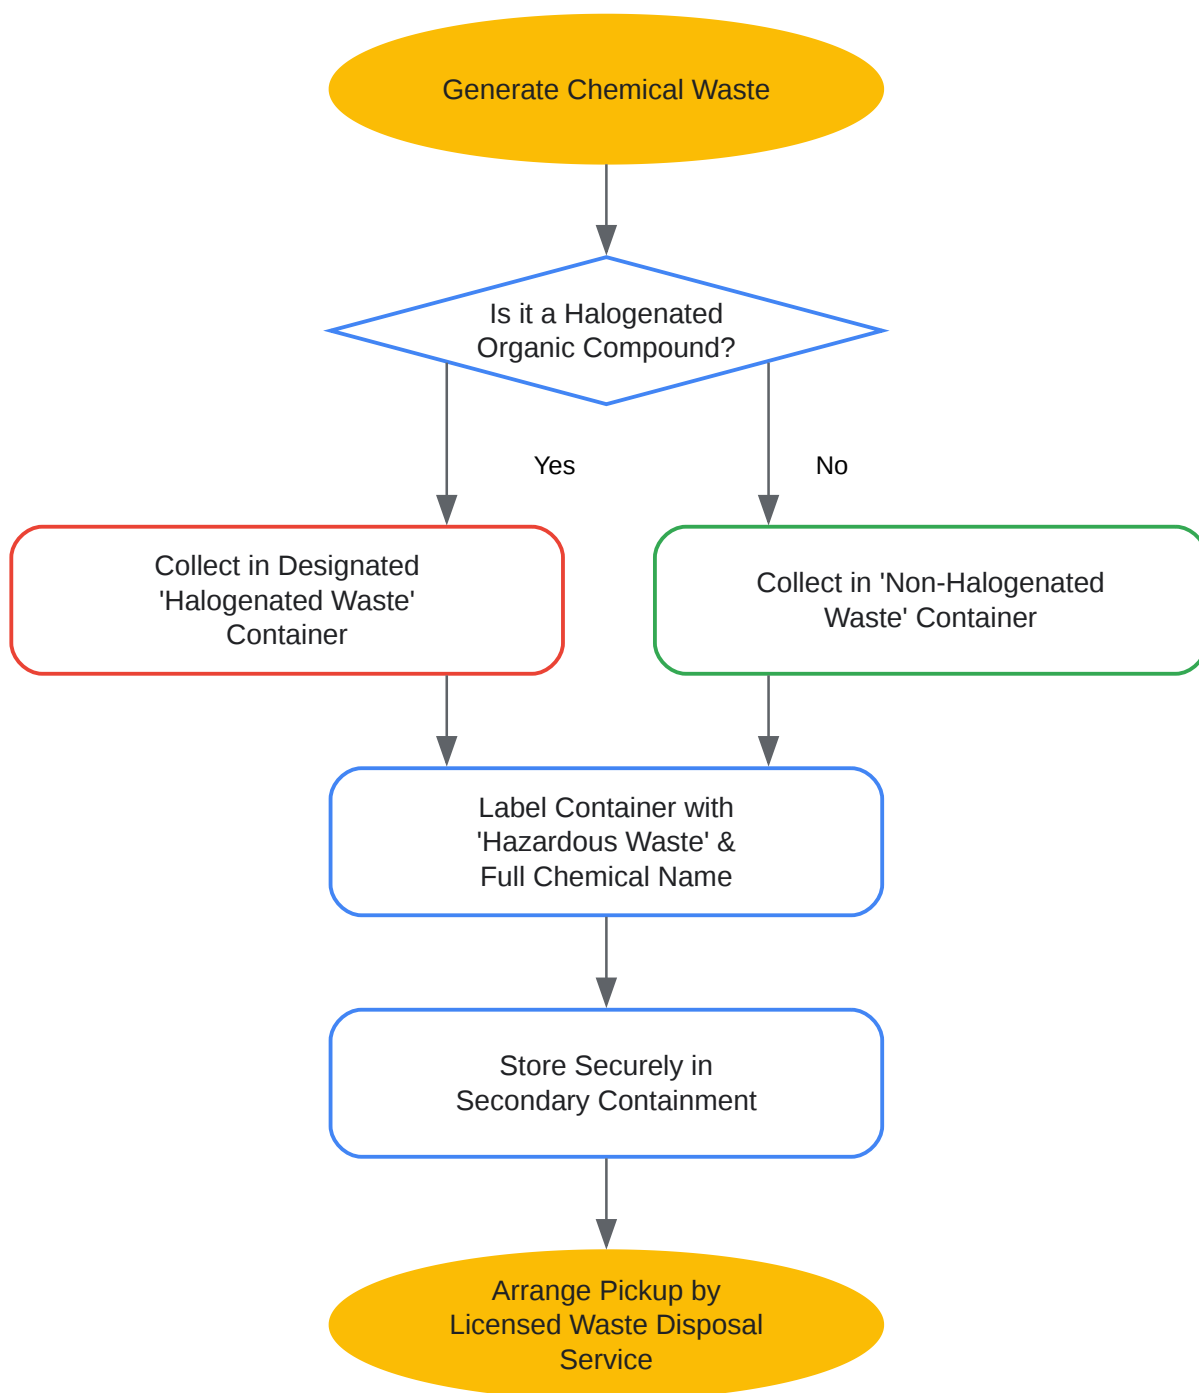 Generate Chemical Waste
Is it a Halogenated
Organic Compound?
Yes
No
Collect in Designated
'Halogenated Waste'
Container
Collect in 'Non-Halogenated
Waste' Container
Label Container with
'Hazardous Waste' &
Full Chemical Name
Store Securely in
Secondary Containment
Arrange Pickup by
Licensed Waste Disposal
Service